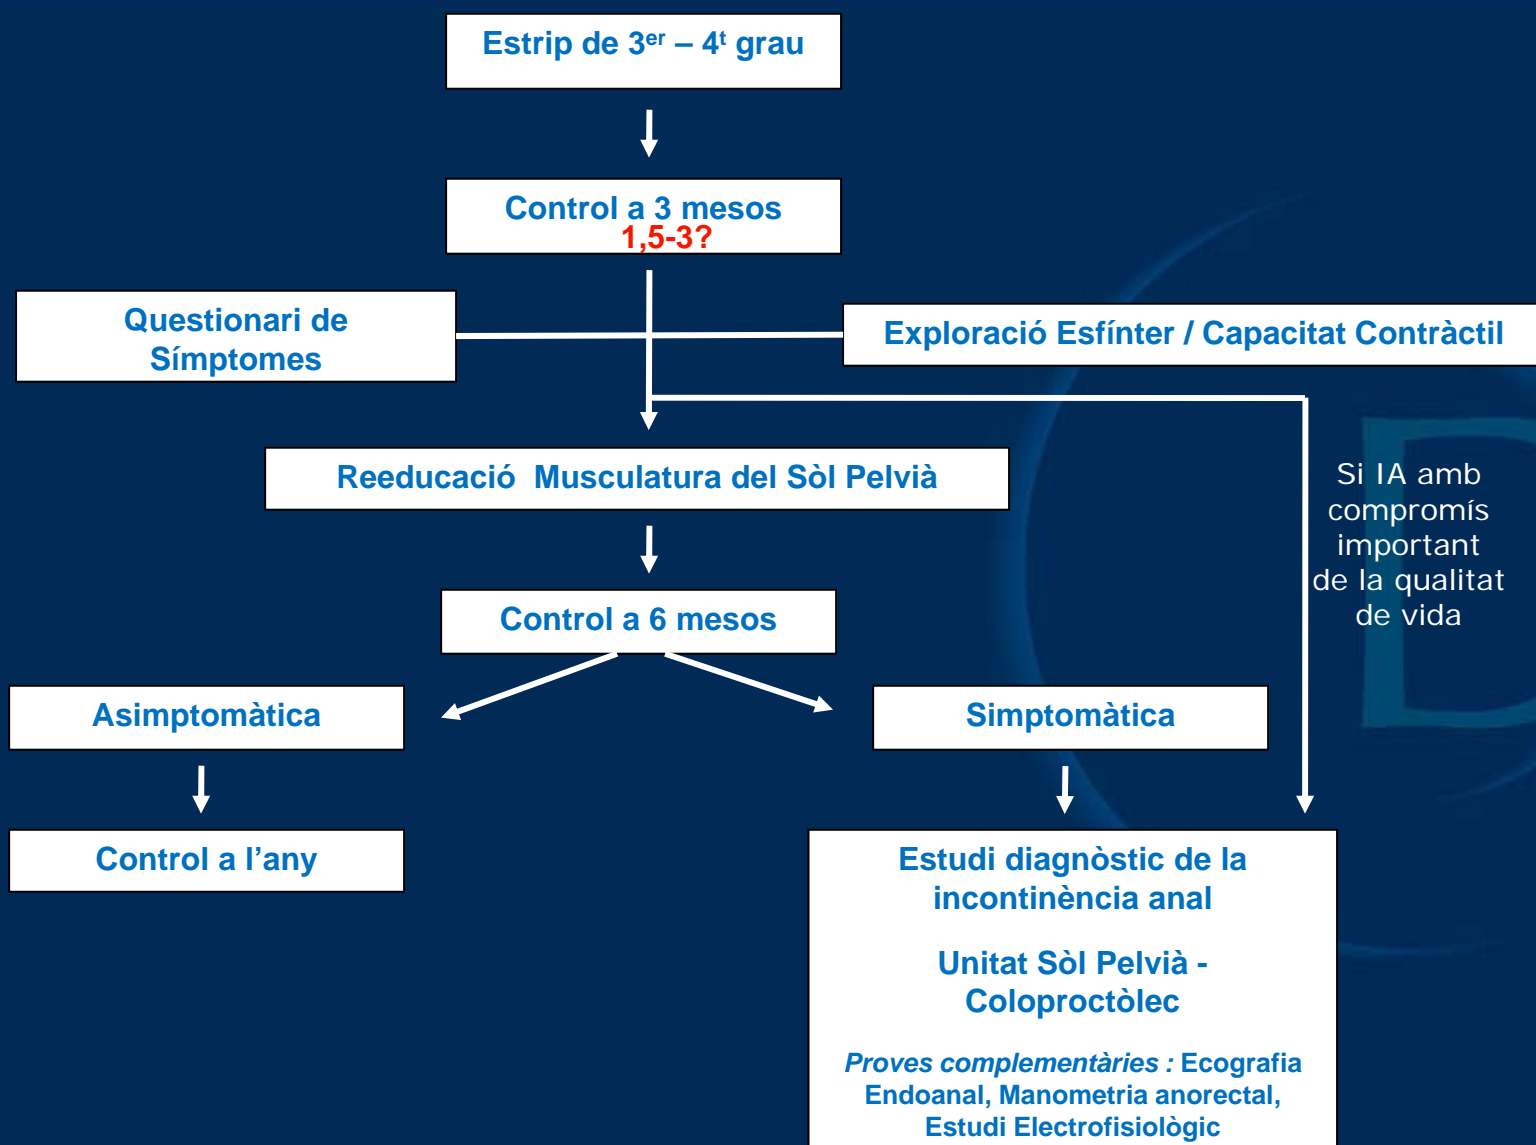 Estrip de 3er – 4t grau
Control a 3 mesos
1,5-3?
Questionari de
Símptomes
Exploració Esfínter / Capacitat Contràctil
Reeducació Musculatura del Sòl Pelvià
Si IA amb
compromís
important
de la qualitat
de vida
Control a 6 mesos
Asimptomàtica
Simptomàtica
Control a l’any
Estudi diagnòstic de la
incontinència anal
Unitat Sòl Pelvià -
Coloproctòlec
Proves complementàries : Ecografia
Endoanal, Manometria anorectal,
Estudi Electrofisiològic